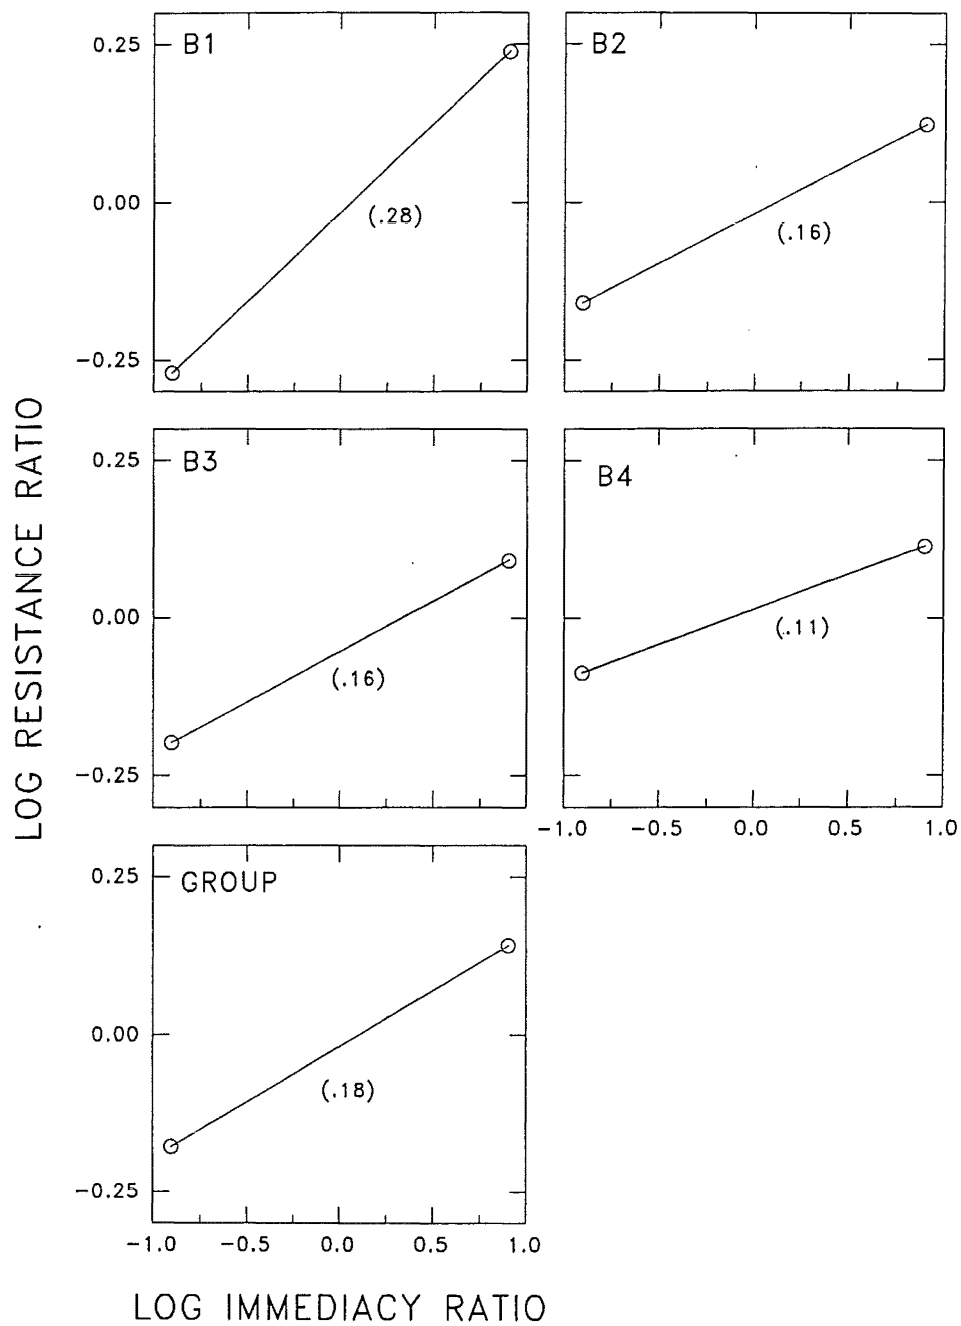 B1
B2
0.25
0.00
-0.25
(.28)
(.16)
B3
B4
0.25
0.00
-0.25
(.16)
(.11)
-1.0 -0.5 0.0 0.5 1.0
GROUP
0.25
0.00
-0.25
(.18)
-1.0 -0.5 0.0 0.5 1.0
LOG RESISTANCE RATIO
LOG IMMEDIACY RATIO